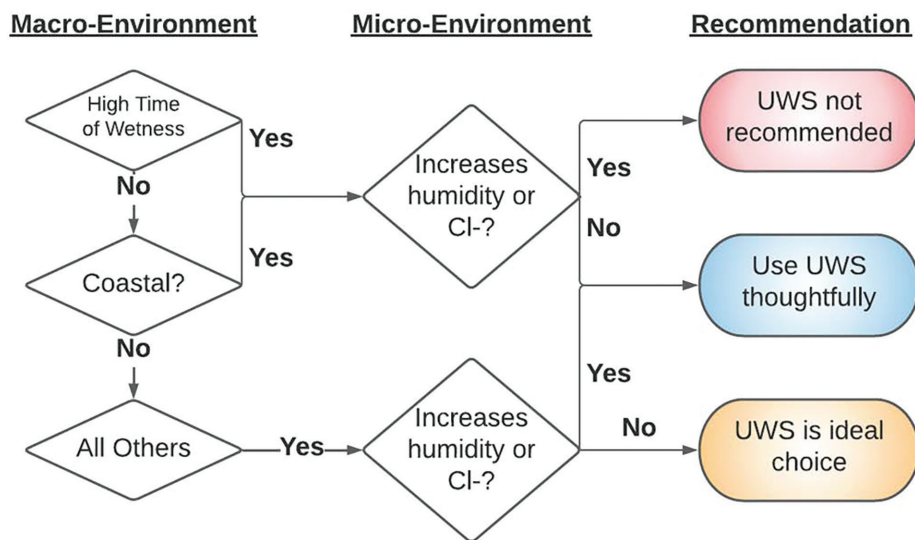 Macro-Environment
Micro-Environment
Recommendation
High Time
of Wetness
Yes
No
Coastal?
Yes
No
All Others
Yes
Increases
humidity or
Cl-?
Yes
No
Increases
humidity or
Cl-?
Yes
No
UWS not
recommended
Use UWS
thoughtfully
UWS is ideal
choice